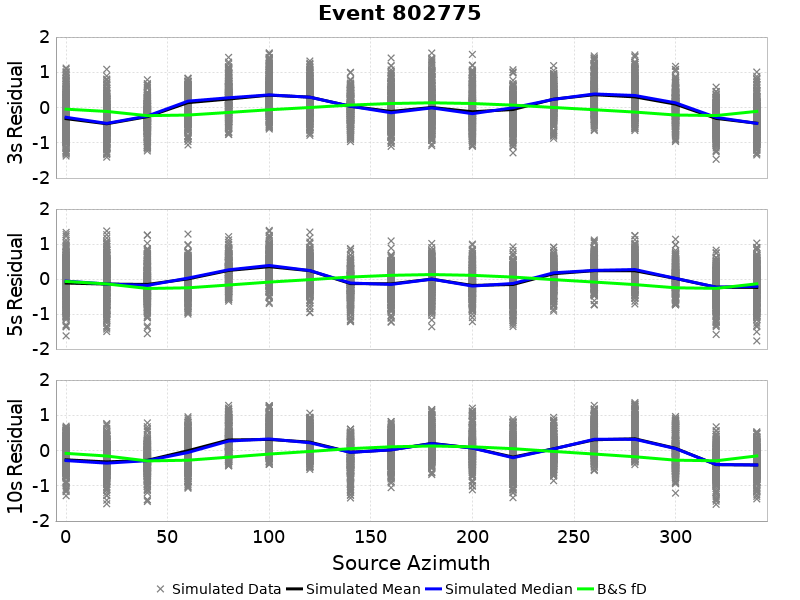 Event 802775
3s Residual
2
1
0
-1
-2
5s Residual
2
1
0
-1
-2
10s Residual
2
1
0
-1
-2
0 50 100 150 200 250 300
Source Azimuth
Simulated Data Simulated Mean Simulated Median B&S fD